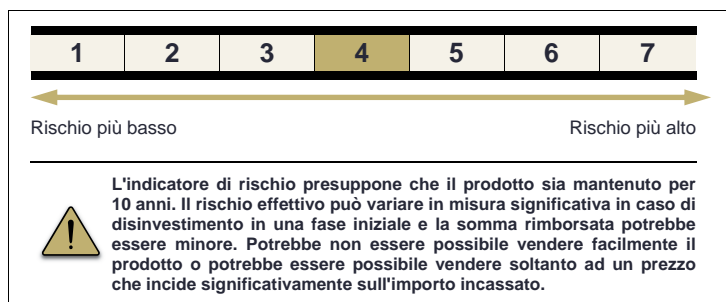 1 2 3 4 5 6 7
Rischio più basso Rischio più alto
L'indicatore di rischio presuppone che il prodotto sia mantenuto per
10 anni. Il rischio effettivo può variare in misura significativa in caso di
disinvestimento in una fase iniziale e la somma rimborsata potrebbe
essere minore. Potrebbe non essere possibile vendere facilmente il
prodotto o potrebbe essere possibile vendere soltanto ad un prezzo
che incide significativamente sull'importo incassato.